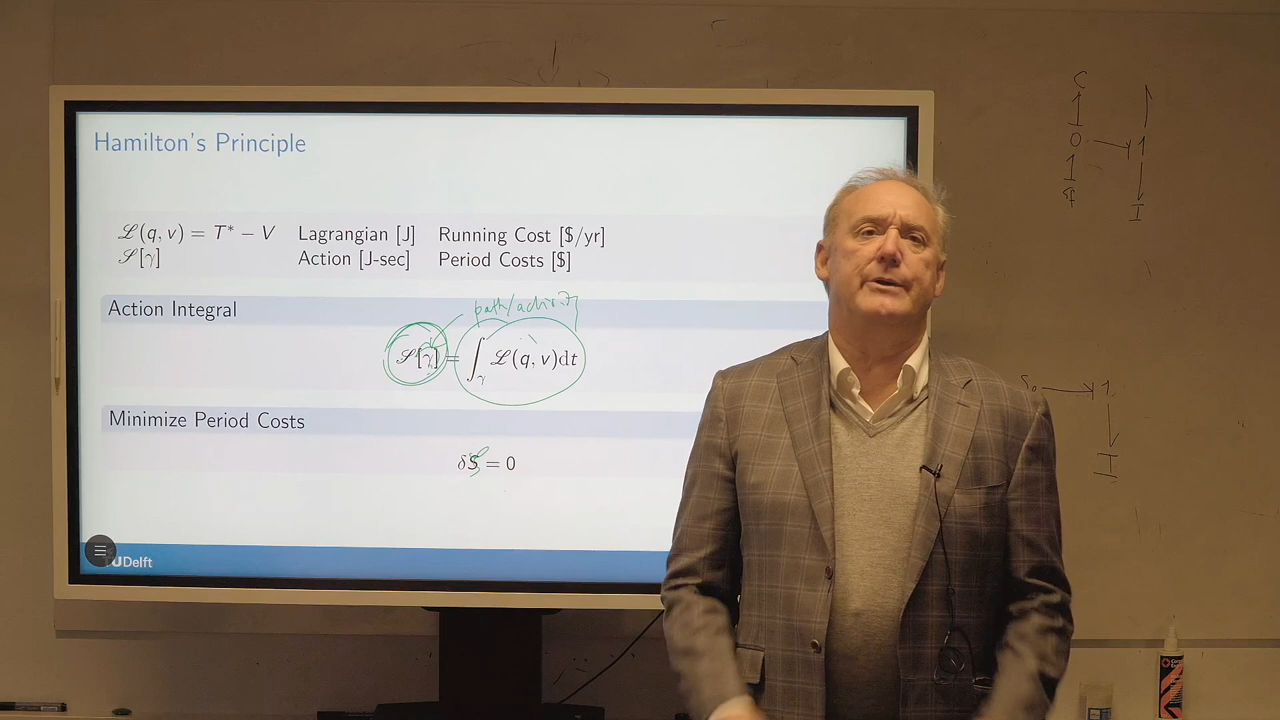 Hamilton's Principle
ℒ(q, v) = T* − V Lagrangian [J] Running Cost [$/yr]
𝒮[γ] Action [J-sec] Period Costs [$]
path/activity
Action Integral
𝒮[γ] = ∫γ ℒ(q, v)dt
Minimize Period Costs
δS = 0
TUDelft